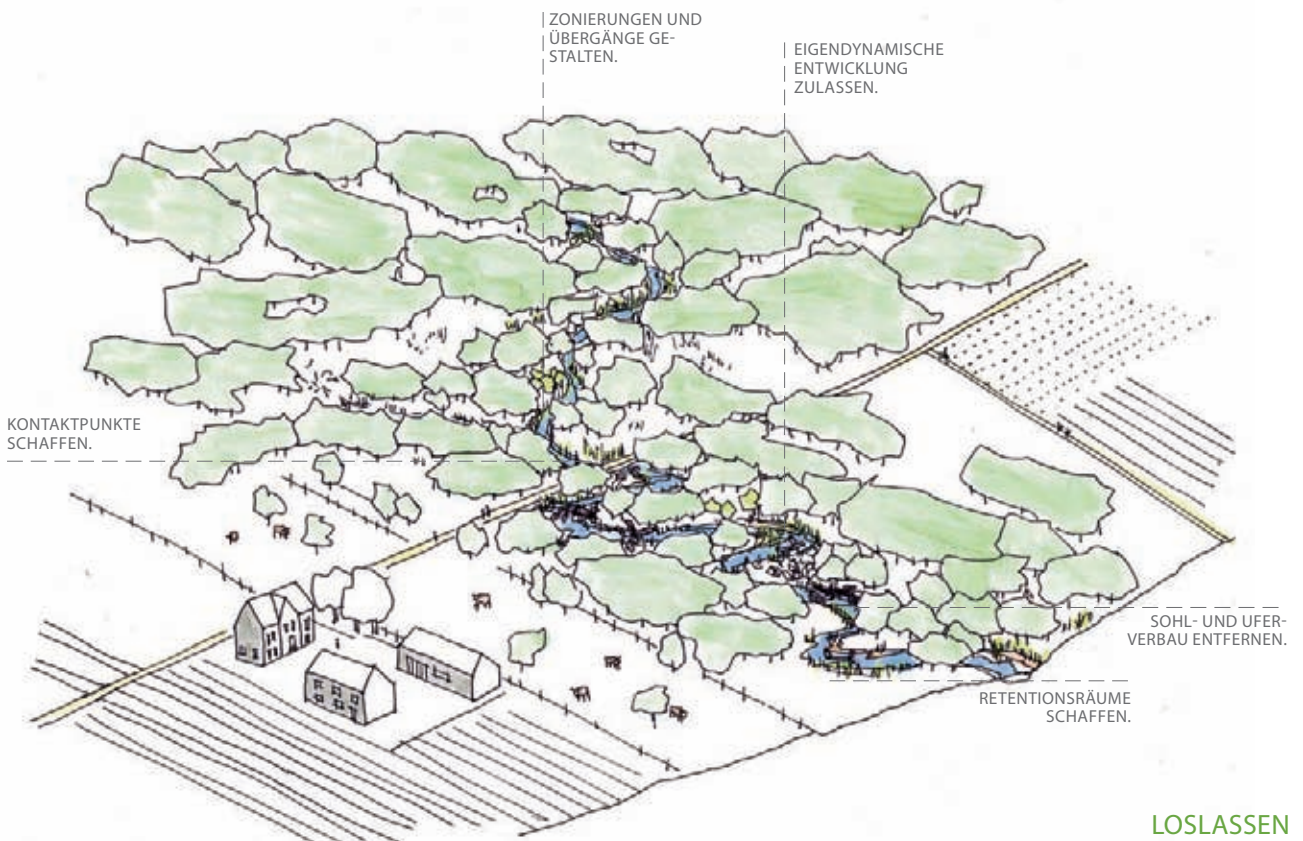 ZONIERUNGEN UND
ÜBERGÄNGE GE-
STALTEN.
EIGENDYNAMISCHE
ENTWICKLUNG
ZULASSEN.
KONTAKTPUNKTE
SCHAFFEN.
SOHL- UND UFER-
VERBAU ENTFERNEN.
RETENTIONSRÄUME
SCHAFFEN.
LOSLASSEN